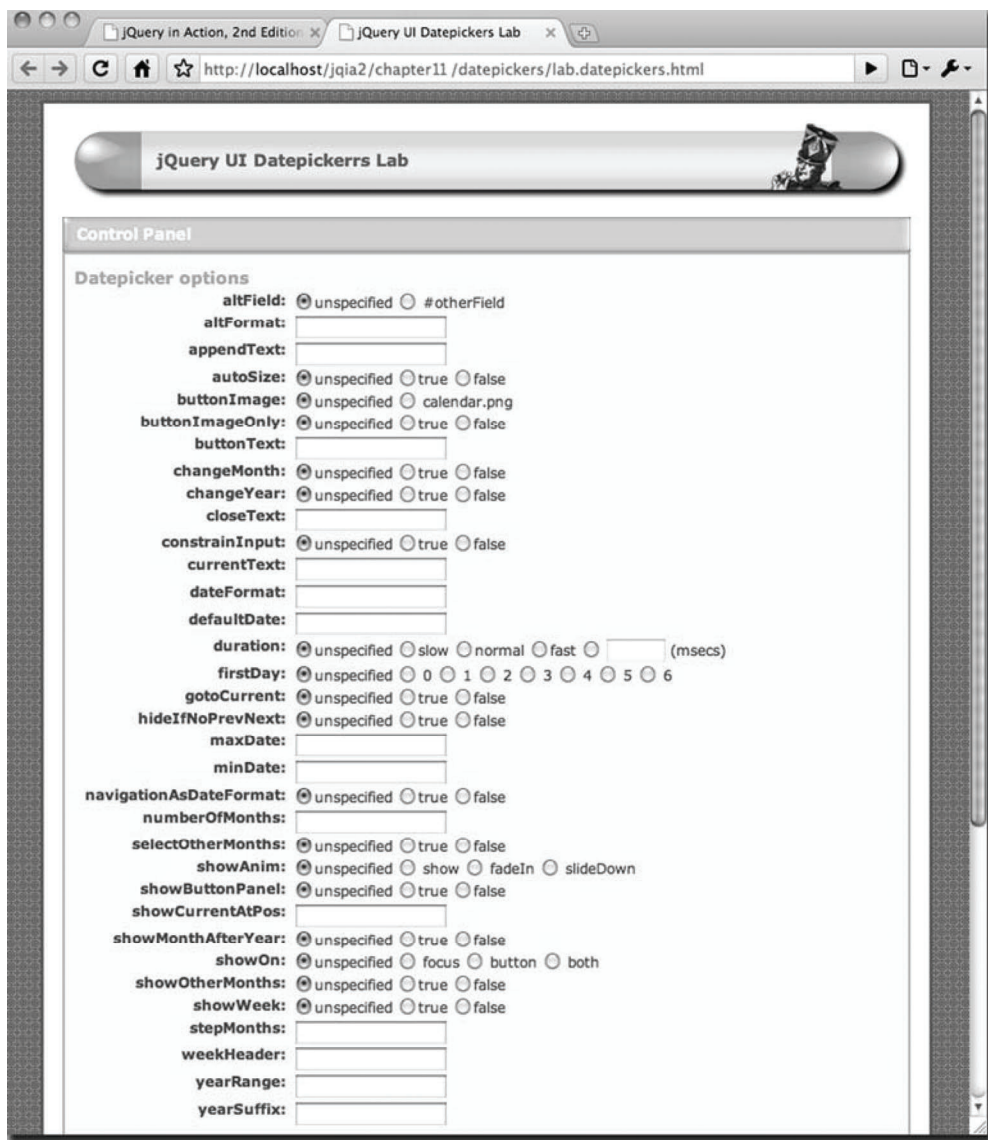 jQuery in Action, 2nd Edition
jQuery UI Datepickers Lab
http://localhost/jqia2/chapter11 /datepickers/lab.datepickers.html
jQuery UI Datepickerrs Lab
Control Panel
Datepicker options
altField: unspecified #otherField
altFormat:
appendText:
autoSize: unspecified true false
buttonImage: unspecified calendar.png
buttonImageOnly: unspecified true false
buttonText:
changeMonth: unspecified true false
changeYear: unspecified true false
closeText:
constrainInput: unspecified true false
currentText:
dateFormat:
defaultDate:
duration: unspecified slow normal fast (msecs)
firstDay: unspecified 0 1 2 3 4 5 6
gotoCurrent: unspecified true false
hideIfNoPrevNext: unspecified true false
maxDate:
minDate:
navigationAsDateFormat: unspecified true false
numberOfMonths:
selectOtherMonths: unspecified true false
showAnim: unspecified show fadeIn slideDown
showButtonPanel: unspecified true false
showCurrentAtPos:
showMonthAfterYear: unspecified true false
showOn: unspecified focus button both
showOtherMonths: unspecified true false
showWeek: unspecified true false
stepMonths:
weekHeader:
yearRange:
yearSuffix: